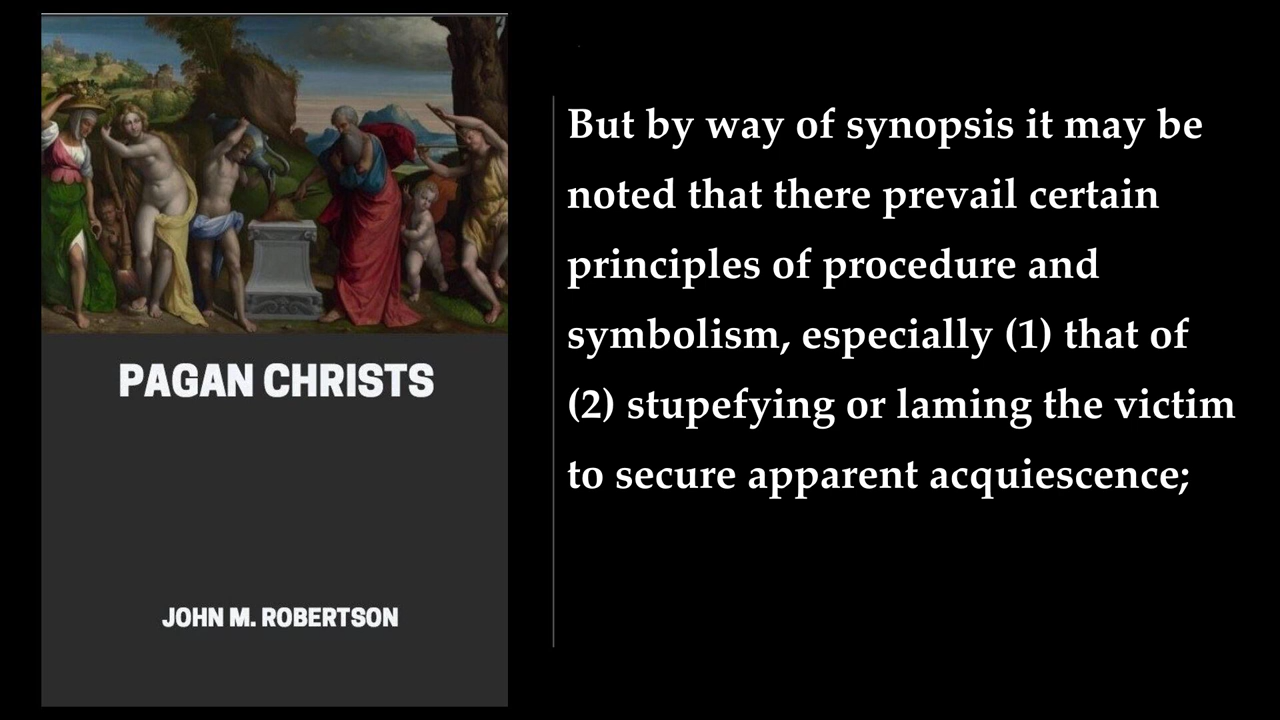 PAGAN CHRISTS
JOHN M. ROBERTSON
But by way of synopsis it may be
noted that there prevail certain
principles of procedure and
symbolism, especially (1) that of
(2) stupefying or laming the victim
to secure apparent acquiescence;